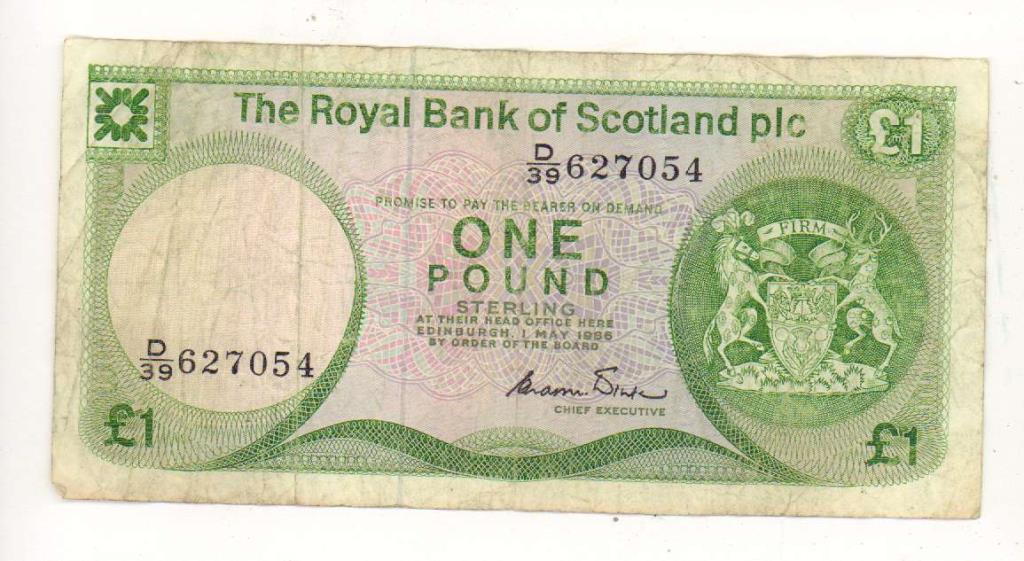 The Royal Bank of Scotland plc
£1
D/39 627054
PROMISE TO PAY THE BEARER ON DEMAND
ONE
POUND
STERLING
AT THEIR HEAD OFFICE HERE
EDINBURGH, 1 MAY 1986
BY ORDER OF THE BOARD
FIRM
D/39 627054
CHIEF EXECUTIVE
£1
£1